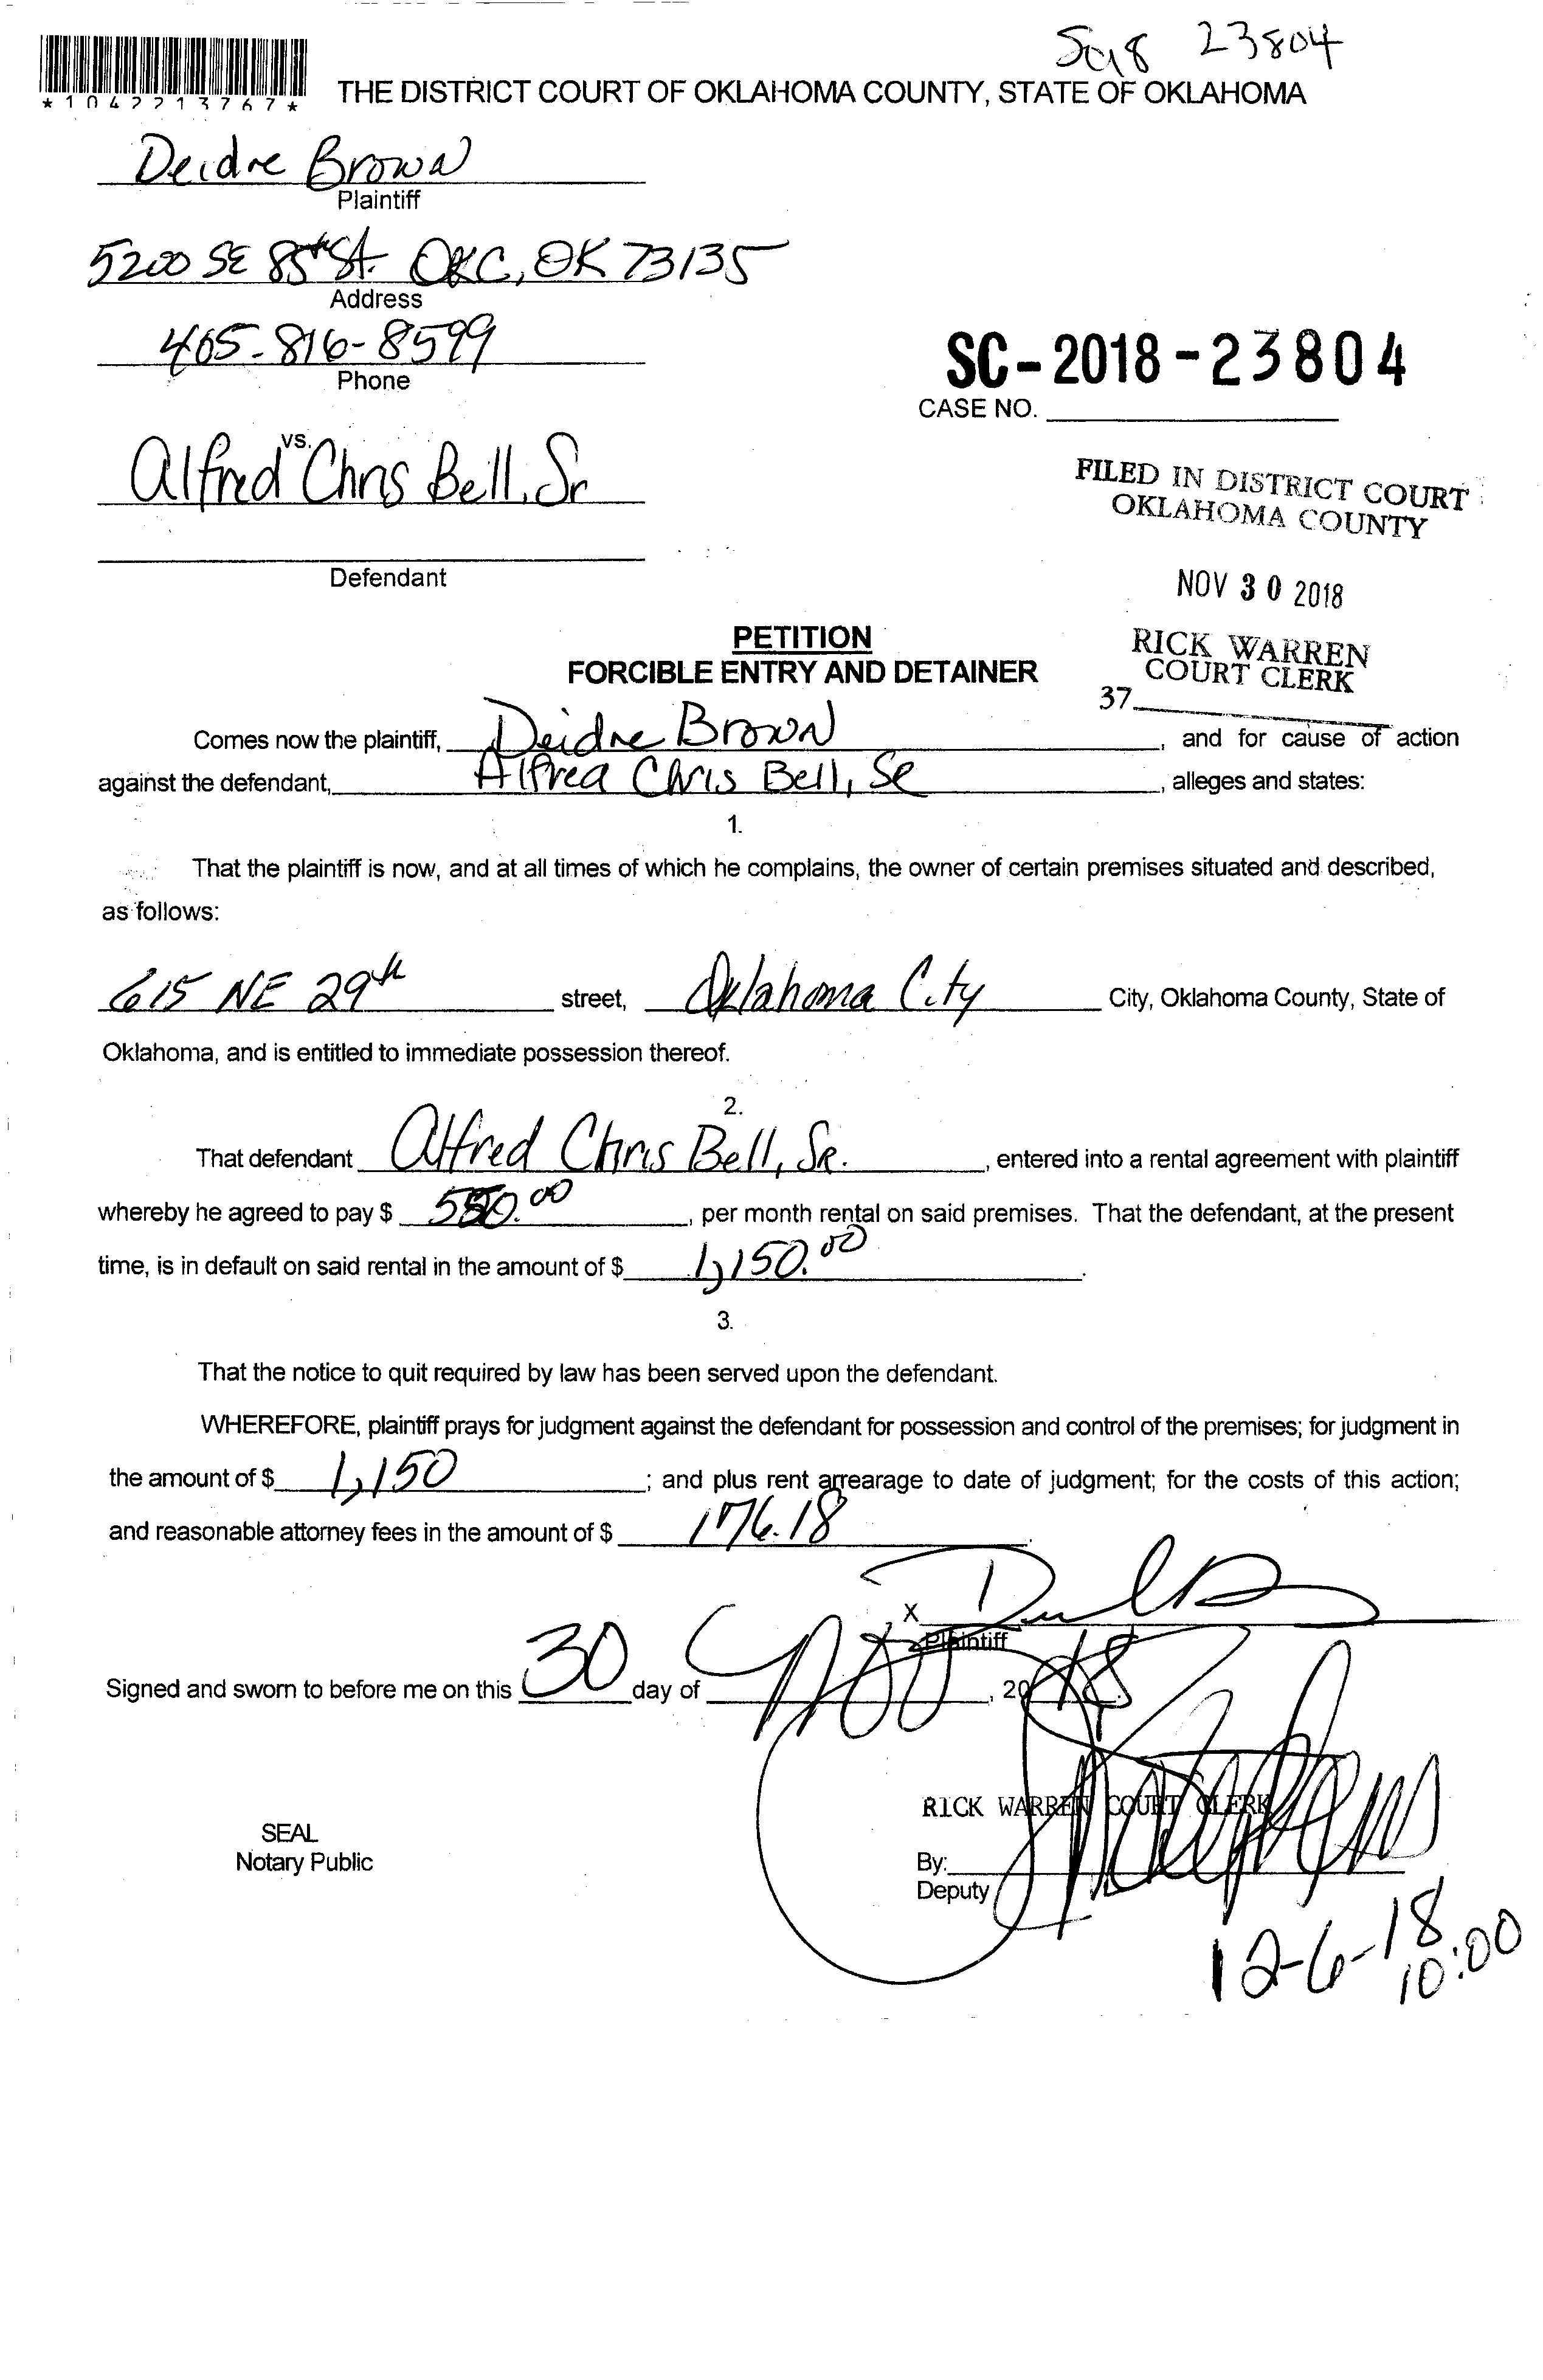 Sc18 23804
*1042213767*
THE DISTRICT COURT OF OKLAHOMA COUNTY, STATE OF OKLAHOMA
Deidre Brown
Plaintiff
5200 SE 85th St. OKC, OK 73135
Address
405-816-8599
Phone
SC-2018-23804
CASE NO.
vs.
Alfred Chris Bell, Sr
Defendant
FILED IN DISTRICT COURT
OKLAHOMA COUNTY
NOV 30 2018
RICK WARREN
COURT CLERK
37
PETITION
FORCIBLE ENTRY AND DETAINER
Comes now the plaintiff, Deidre Brown, and for cause of action
against the defendant, Alfred Chris Bell, Sr, alleges and states:
1.
That the plaintiff is now, and at all times of which he complains, the owner of certain premises situated and described,
as follows:
615 NE 29th street, Oklahoma City City, Oklahoma County, State of
Oklahoma, and is entitled to immediate possession thereof.
2.
That defendant Alfred Chris Bell, Sr., entered into a rental agreement with plaintiff
whereby he agreed to pay $ .00, per month rental on said premises. That the defendant, at the present
time, is in default on said rental in the amount of $ 1,150.00.
3.
That the notice to quit required by law has been served upon the defendant.
WHEREFORE, plaintiff prays for judgment against the defendant for possession and control of the premises; for judgment in
the amount of $ 1,150; and plus rent arrearage to date of judgment; for the costs of this action;
and reasonable attorney fees in the amount of $ 176.18.
X
Plaintiff
Signed and sworn to before me on this 30 day of Nov, 2018.
RICK WARREN COURT CLERK
SEAL
Notary Public
By:
Deputy
12-6-18
10:00